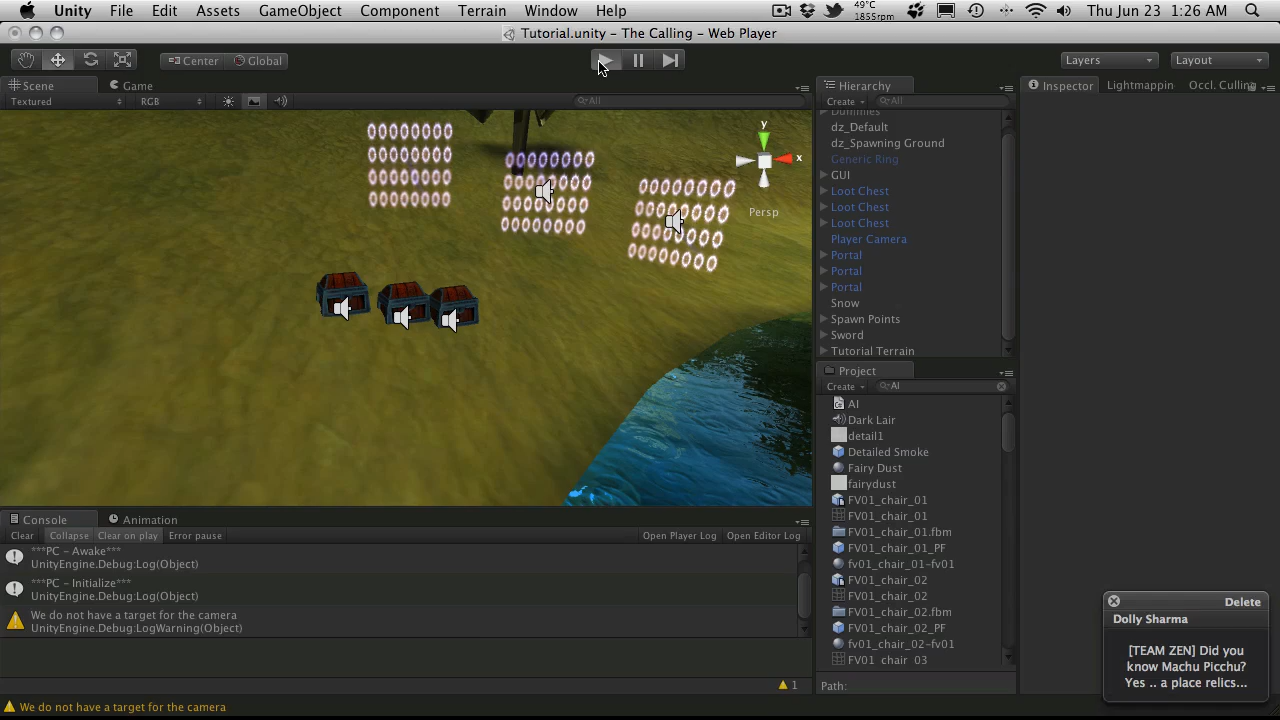 Unity File Edit Assets GameObject Component Terrain Window Help 49°C 1855rpm Thu Jun 23 1:26 AM
Tutorial.unity – The Calling – Web Player
Center Global Layers Layout
Scene Game
Textured RGB All
Hierarchy
Create All
Dummies
dz_Default
dz_Spawning Ground
Generic Ring
GUI
Loot Chest
Loot Chest
Loot Chest
Player Camera
Portal
Portal
Portal
Snow
Spawn Points
Sword
Tutorial Terrain
Inspector Lightmappin Occl. Culling
y
x
Persp
Project
Create AI
AI
Dark Lair
detail1
Detailed Smoke
Fairy Dust
fairydust
FV01_chair_01
FV01_chair_01
FV01_chair_01.fbm
FV01_chair_01_PF
fv01_chair_01-fv01
FV01_chair_02
FV01_chair_02
FV01_chair_02.fbm
FV01_chair_02_PF
fv01_chair_02-fv01
FV01_chair_03
Path:
Console Animation
Clear Collapse Clear on play Error pause Open Player Log Open Editor Log
***PC – Awake***
UnityEngine.Debug:Log(Object)
***PC – Initialize***
UnityEngine.Debug:Log(Object)
We do not have a target for the camera
UnityEngine.Debug:LogWarning(Object)
1
We do not have a target for the camera
Delete
Dolly Sharma
[TEAM ZEN] Did you
know Machu Picchu?
Yes .. a place relics...